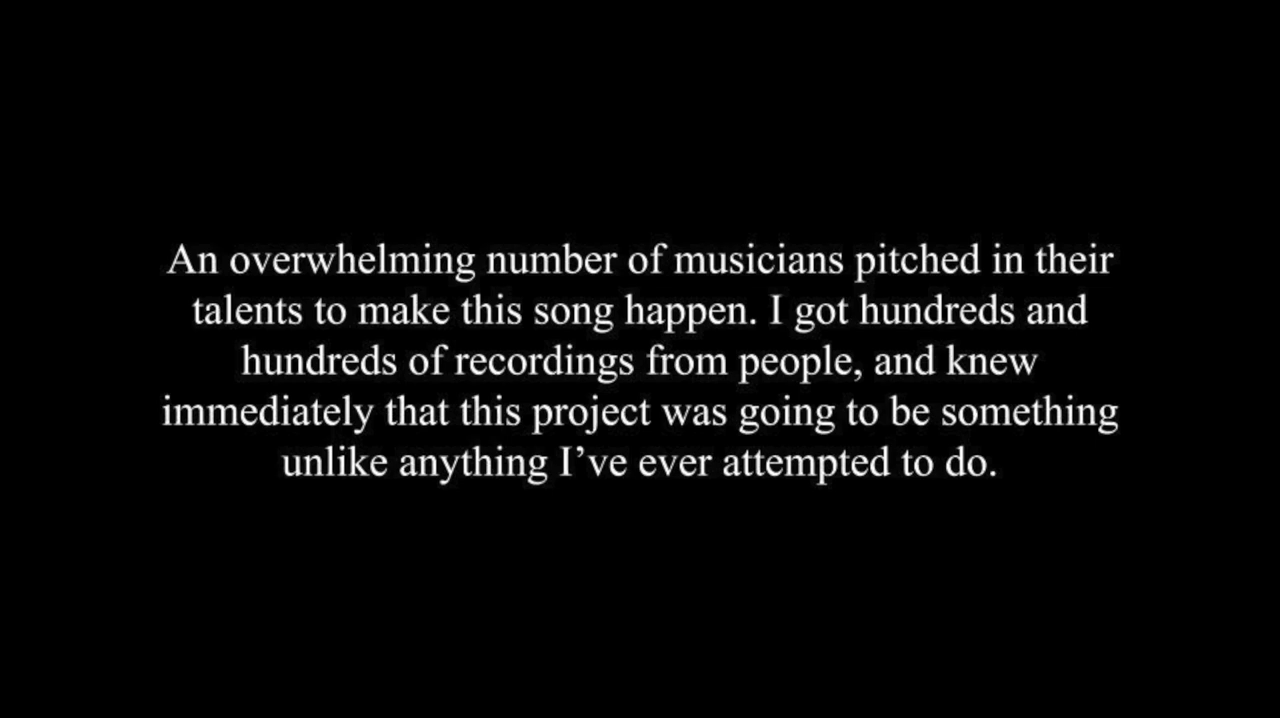 An overwhelming number of musicians pitched in their
talents to make this song happen. I got hundreds and
hundreds of recordings from people, and knew
immediately that this project was going to be something
unlike anything I’ve ever attempted to do.